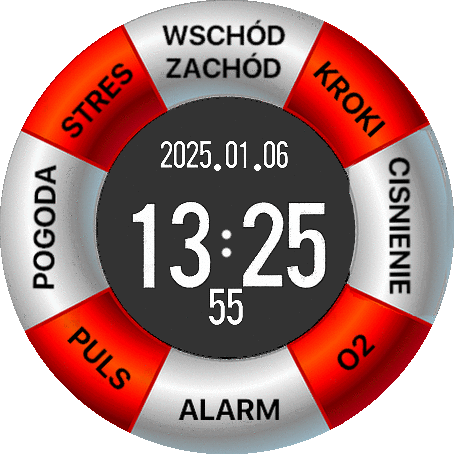 WSCHÓD
ZACHÓD
STRES
KROKI
2025.01.06
POGODA
CISNIENIE
13:25
55
PULS
O2
ALARM